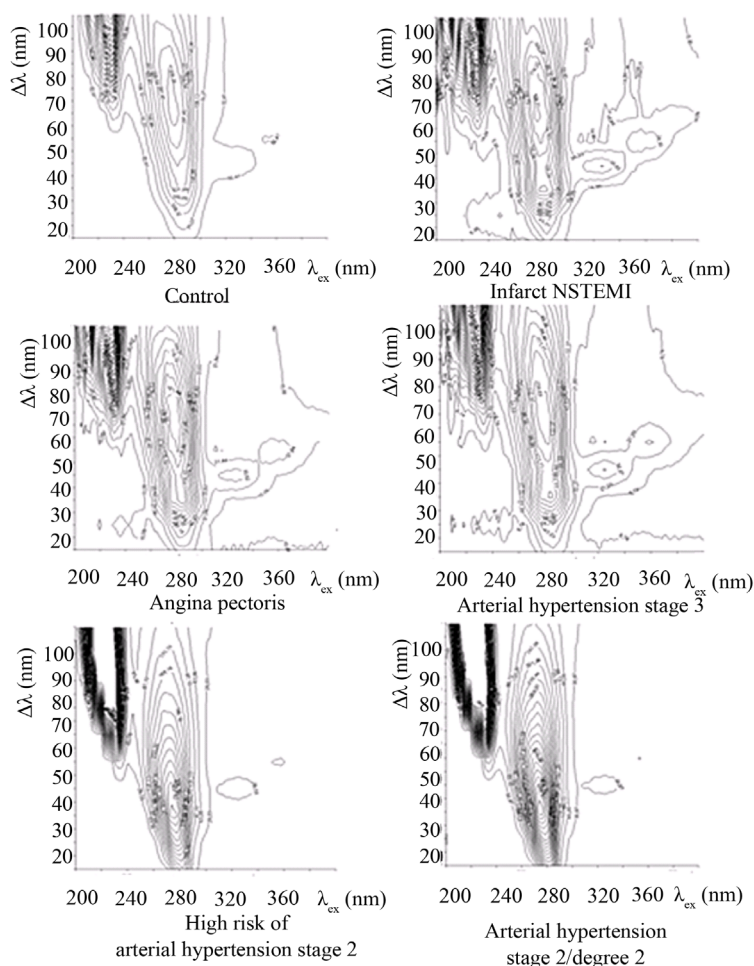 Δλ (nm)
100
90
80
70
60
50
40
30
20
200 240 280 320 360 λex (nm)
Control
Δλ (nm)
100
90
80
70
60
50
40
30
20
200 240 280 320 360 λex (nm)
Infarct NSTEMI
Δλ (nm)
100
90
80
70
60
50
40
30
20
200 240 280 320 360 λex (nm)
Angina pectoris
Δλ (nm)
100
90
80
70
60
50
40
30
20
200 240 280 320 360 λex (nm)
Arterial hypertension stage 3
Δλ (nm)
100
90
80
70
60
50
40
30
20
200 240 280 320 360 λex (nm)
High risk of
arterial hypertension stage 2
Δλ (nm)
100
90
80
70
60
50
40
30
20
200 240 280 320 360 λex (nm)
Arterial hypertension
stage 2/degree 2